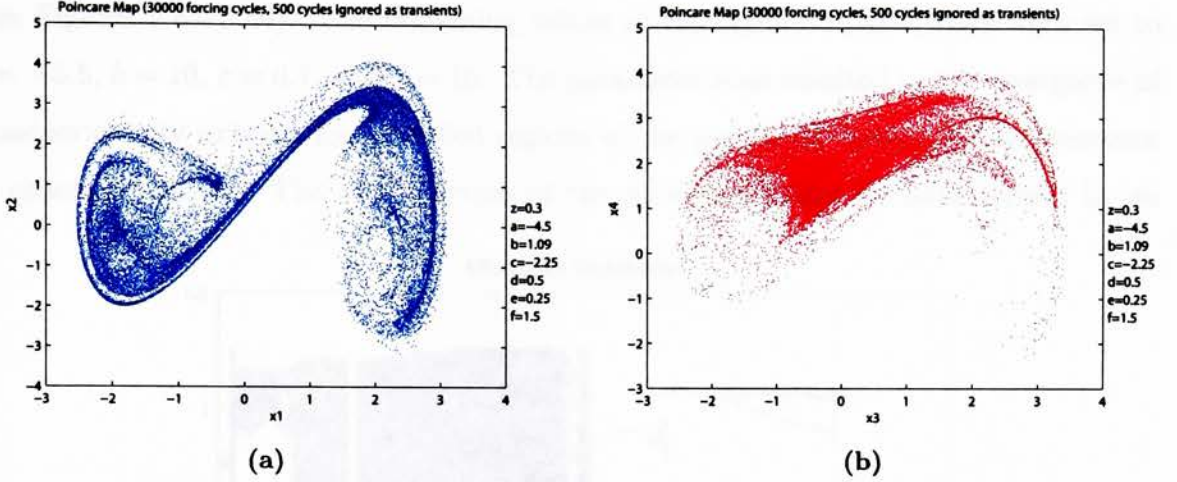 Poincare Map (30000 forcing cycles, 500 cycles ignored as transients)
5
4
3
2
1
0
−1
−2
−3
−4
x2
−3 −2 −1 0 1 2 3 4
x1
z=0.3
a=−4.5
b=1.09
c=−2.25
d=0.5
e=0.25
f=1.5
(a)
Poincare Map (30000 forcing cycles, 500 cycles ignored as transients)
5
4
3
2
1
0
−1
−2
−3
x4
−3 −2 −1 0 1 2 3 4
x3
z=0.3
a=−4.5
b=1.09
c=−2.25
d=0.5
e=0.25
f=1.5
(b)